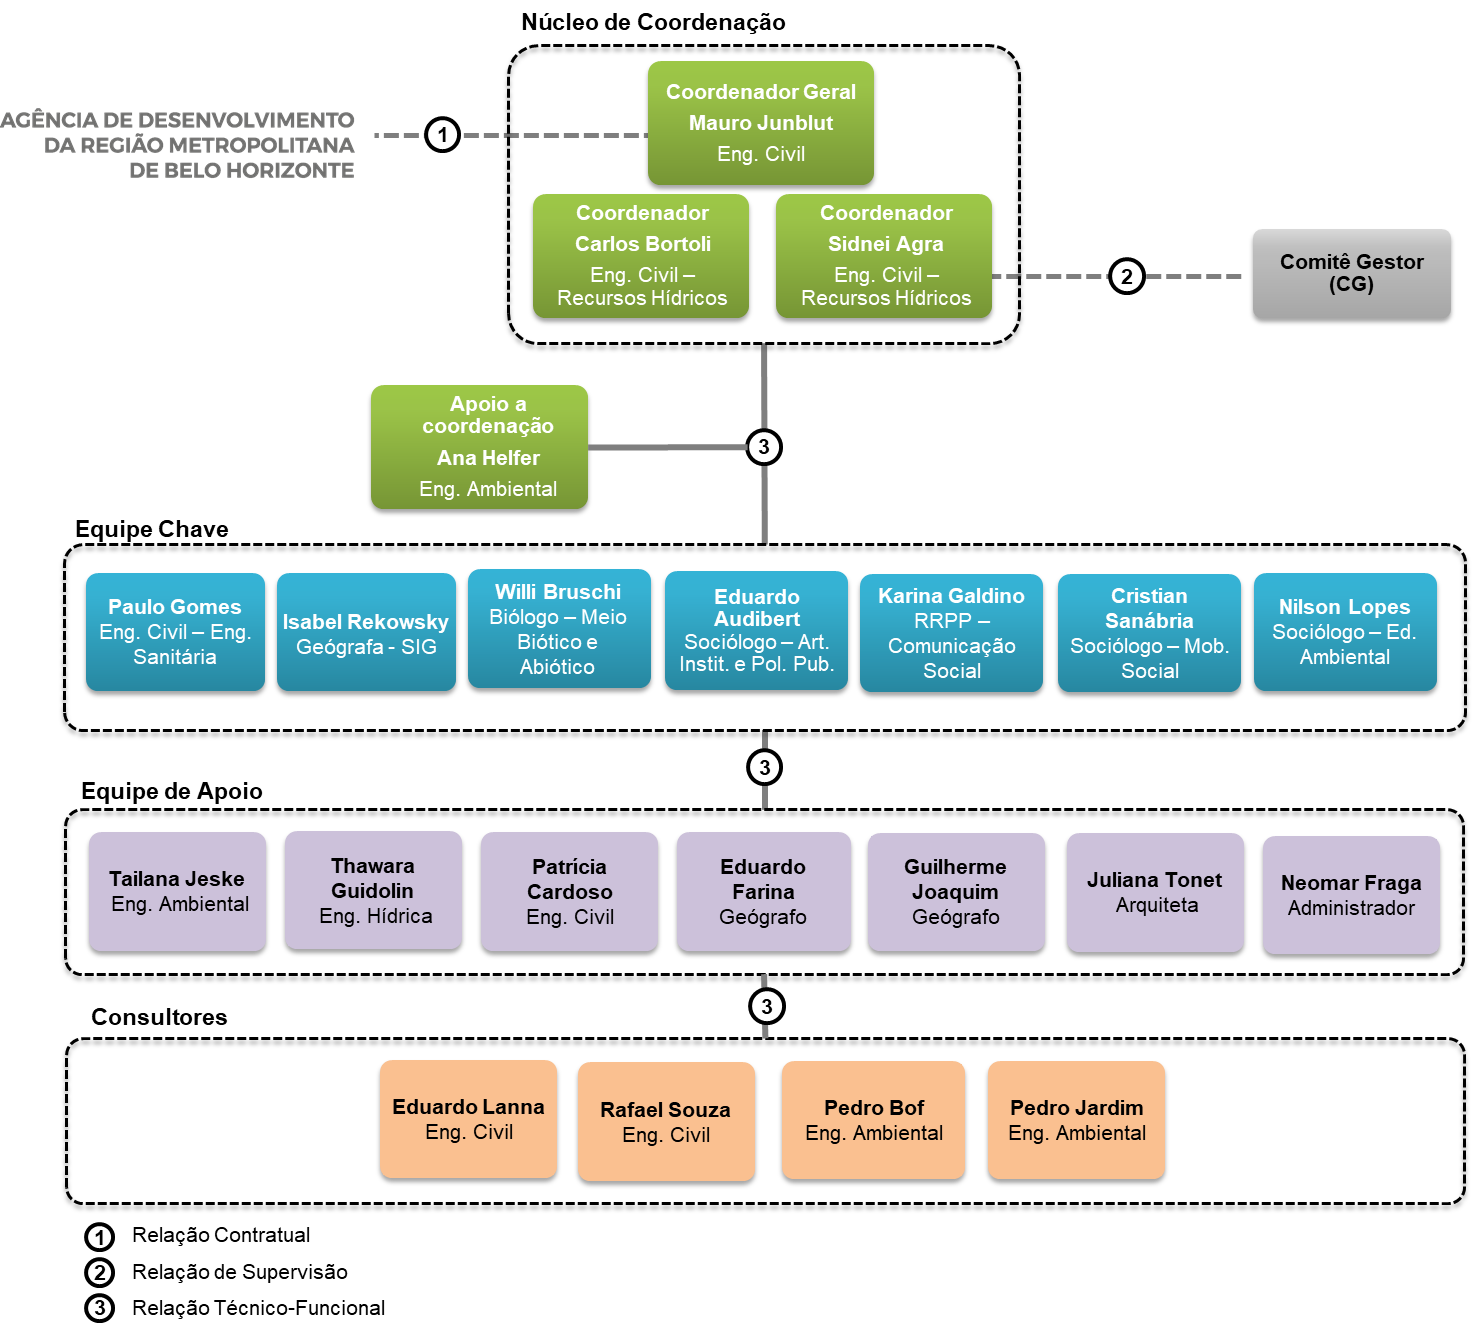 Núcleo de Coordenação
Coordenador Geral
Mauro Junblut
Eng. Civil
AGÊNCIA DE DESENVOLVIMENTO
DA REGIÃO METROPOLITANA
DE BELO HORIZONTE
1
Coordenador
Carlos Bortoli
Eng. Civil –
Recursos Hídricos
Coordenador
Sidnei Agra
Eng. Civil –
Recursos Hídricos
2
Comitê Gestor
(CG)
Apoio a
coordenação
Ana Helfer
Eng. Ambiental
3
Equipe Chave
Paulo Gomes
Eng. Civil – Eng.
Sanitária
Isabel Rekowsky
Geógrafa - SIG
Willi Bruschi
Biólogo – Meio
Biótico e
Abiótico
Eduardo
Audibert
Sociólogo – Art.
Instit. e Pol. Pub.
Karina Galdino
RRPP –
Comunicação
Social
Cristian
Sanábria
Sociólogo – Mob.
Social
Nilson Lopes
Sociólogo – Ed.
Ambiental
3
Equipe de Apoio
Tailana Jeske
Eng. Ambiental
Thawara
Guidolin
Eng. Hídrica
Patrícia
Cardoso
Eng. Civil
Eduardo
Farina
Geógrafo
Guilherme
Joaquim
Geógrafo
Juliana Tonet
Arquiteta
Neomar Fraga
Administrador
3
Consultores
Eduardo Lanna
Eng. Civil
Rafael Souza
Eng. Civil
Pedro Bof
Eng. Ambiental
Pedro Jardim
Eng. Ambiental
1 Relação Contratual
2 Relação de Supervisão
3 Relação Técnico-Funcional